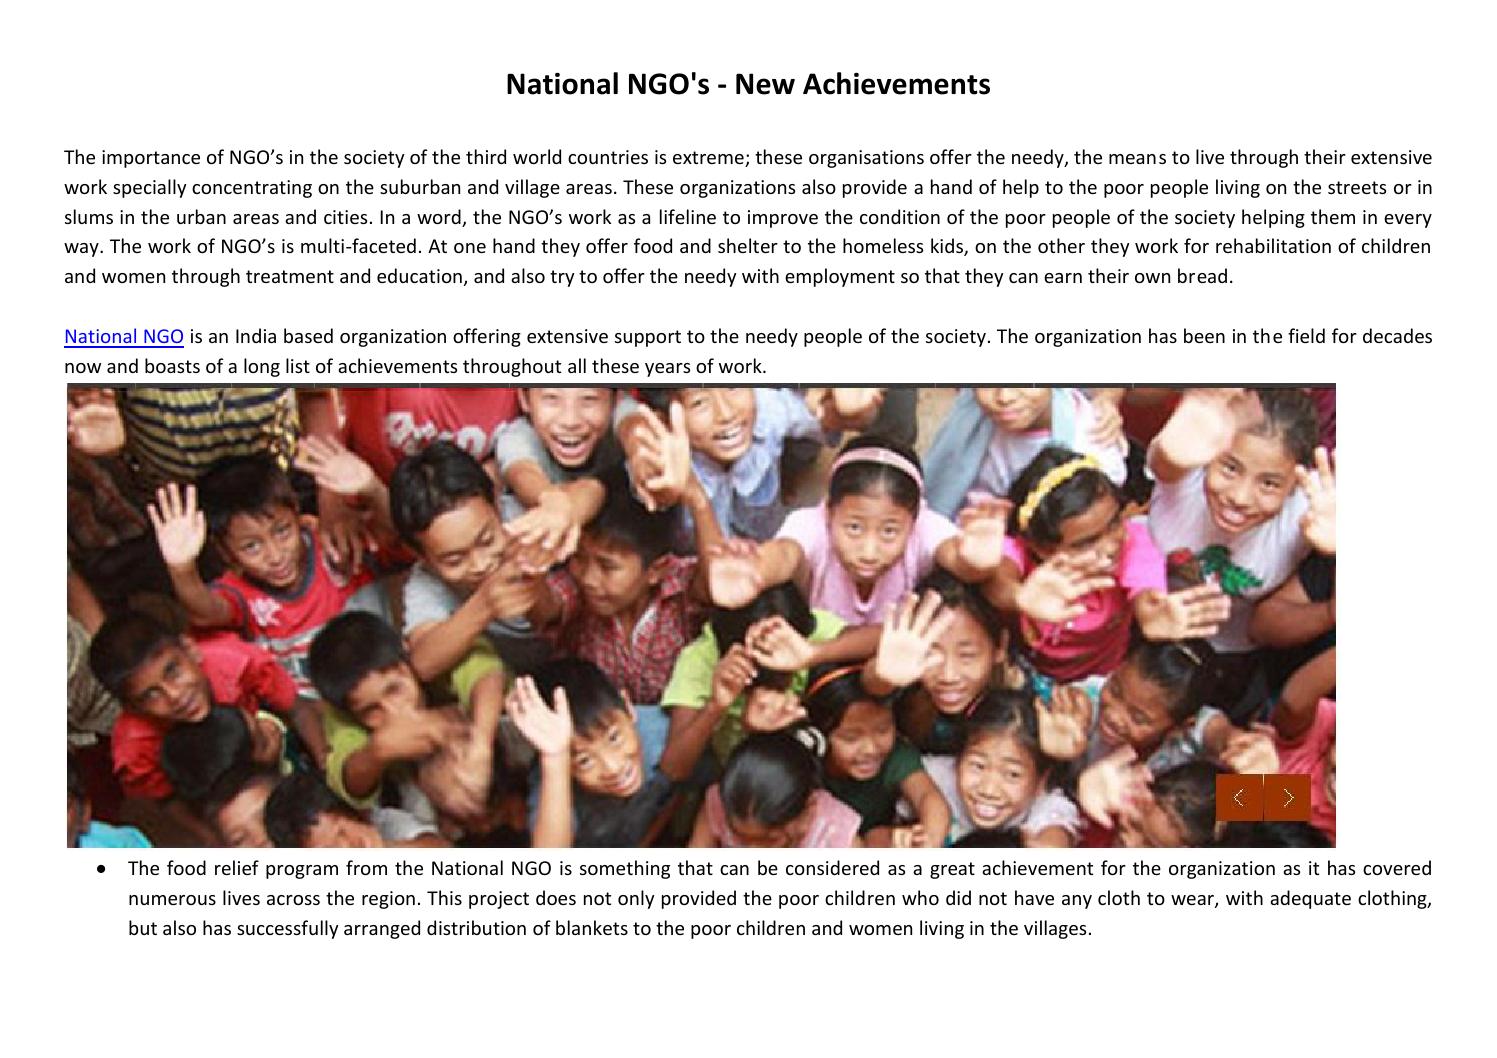 National NGO's - New Achievements
The importance of NGO’s in the society of the third world countries is extreme; these organisations offer the needy, the means to live through their extensive
work specially concentrating on the suburban and village areas. These organizations also provide a hand of help to the poor people living on the streets or in
slums in the urban areas and cities. In a word, the NGO’s work as a lifeline to improve the condition of the poor people of the society helping them in every
way. The work of NGO’s is multi-faceted. At one hand they offer food and shelter to the homeless kids, on the other they work for rehabilitation of children
and women through treatment and education, and also try to offer the needy with employment so that they can earn their own bread.
National NGO is an India based organization offering extensive support to the needy people of the society. The organization has been in the field for decades
now and boasts of a long list of achievements throughout all these years of work.
• The food relief program from the National NGO is something that can be considered as a great achievement for the organization as it has covered
numerous lives across the region. This project does not only provided the poor children who did not have any cloth to wear, with adequate clothing,
but also has successfully arranged distribution of blankets to the poor children and women living in the villages.